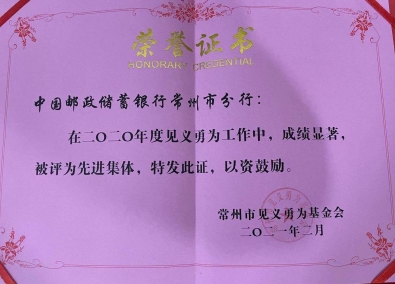 荣誉证书
HONORARY CREDENTIAL
中国邮政储蓄银行常州市分行：
在二〇二〇年度见义勇为工作中，成绩显著，
被评为先进集体，特发此证，以资鼓励。
常州市见义勇为基金会
二〇二一年二月